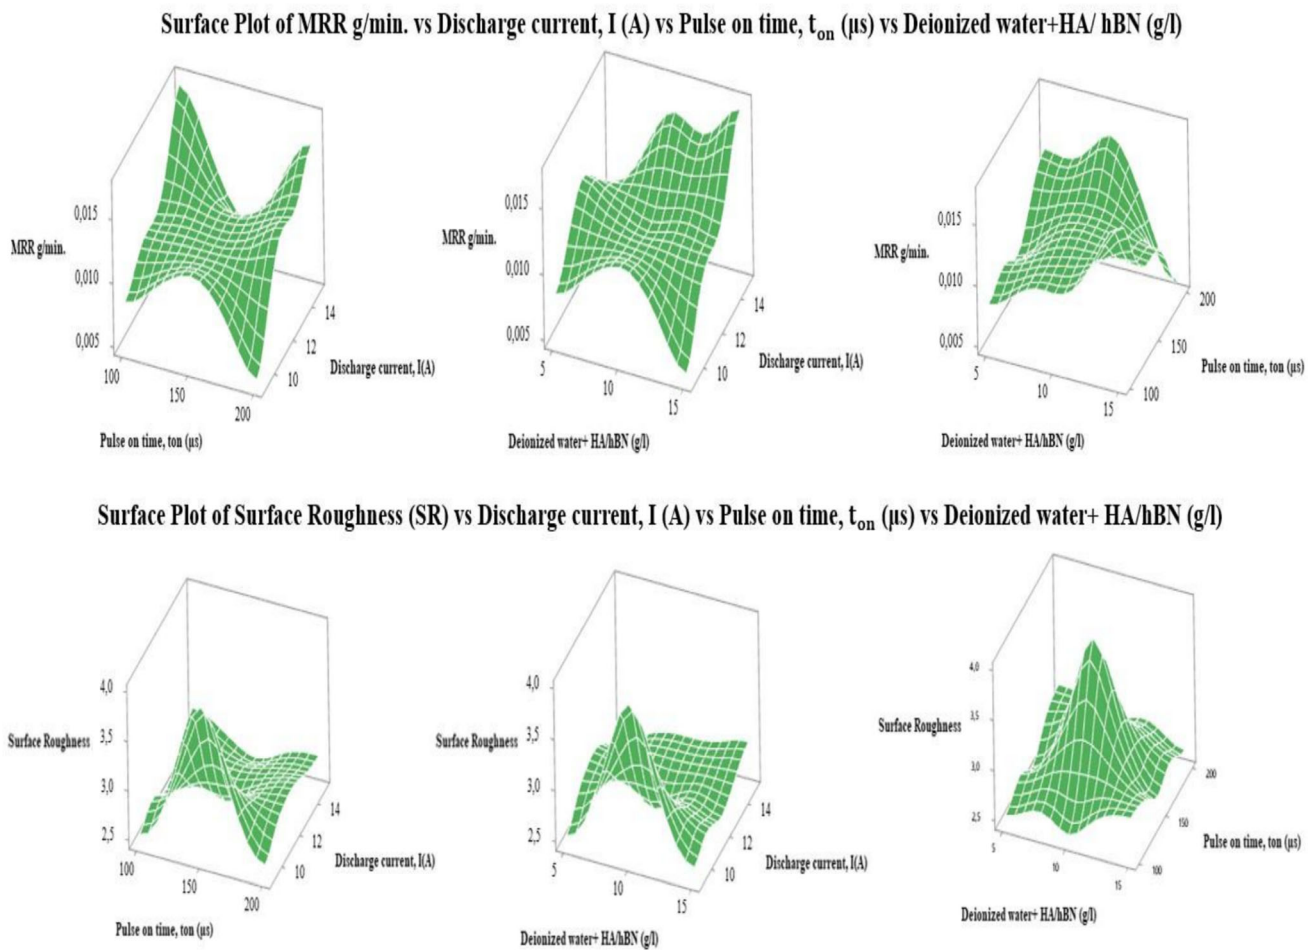 Surface Plot of MRR g/min. vs Discharge current, I (A) vs Pulse on time, tₒₙ (µs) vs Deionized water+HA/ hBN (g/l)
MRR g/min.
0,015
0,010
0,005
100
150
200
10
12
14
Discharge current, I(A)
Pulse on time, ton (µs)
MRR g/min.
0,015
0,010
0,005
5
10
15
10
12
14
Discharge current, I(A)
Deionized water+ HA/hBN (g/l)
MRR g/min.
0,015
0,010
0,005
5
10
15
100
150
200
Pulse on time, ton (µs)
Deionized water+ HA/hBN (g/l)
Surface Plot of Surface Roughness (SR) vs Discharge current, I (A) vs Pulse on time, tₒₙ (µs) vs Deionized water+ HA/hBN (g/l)
Surface Roughness
4,0
3,5
3,0
2,5
100
150
200
10
12
14
Discharge current, I(A)
Pulse on time, ton (µs)
Surface Roughness
4,0
3,5
3,0
2,5
5
10
15
10
12
14
Discharge current, I(A)
Deionized water+ HA/hBN (g/l)
Surface Roughness
4,0
3,5
3,0
2,5
5
10
15
100
150
200
Pulse on time, ton (µs)
Deionized water+ HA/hBN (g/l)